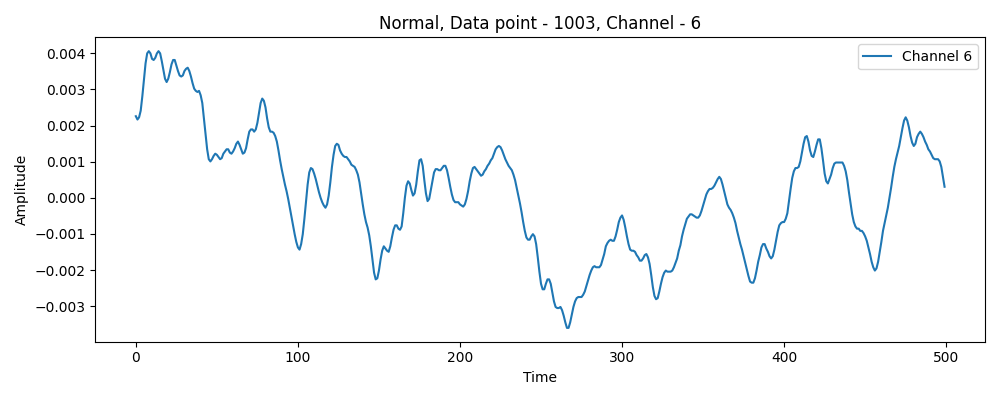 Normal, Data point - 1003, Channel - 6
Channel 6
0.004
0.003
0.002
0.001
0.000
−0.001
−0.002
−0.003
Amplitude
0 100 200 300 400 500
Time